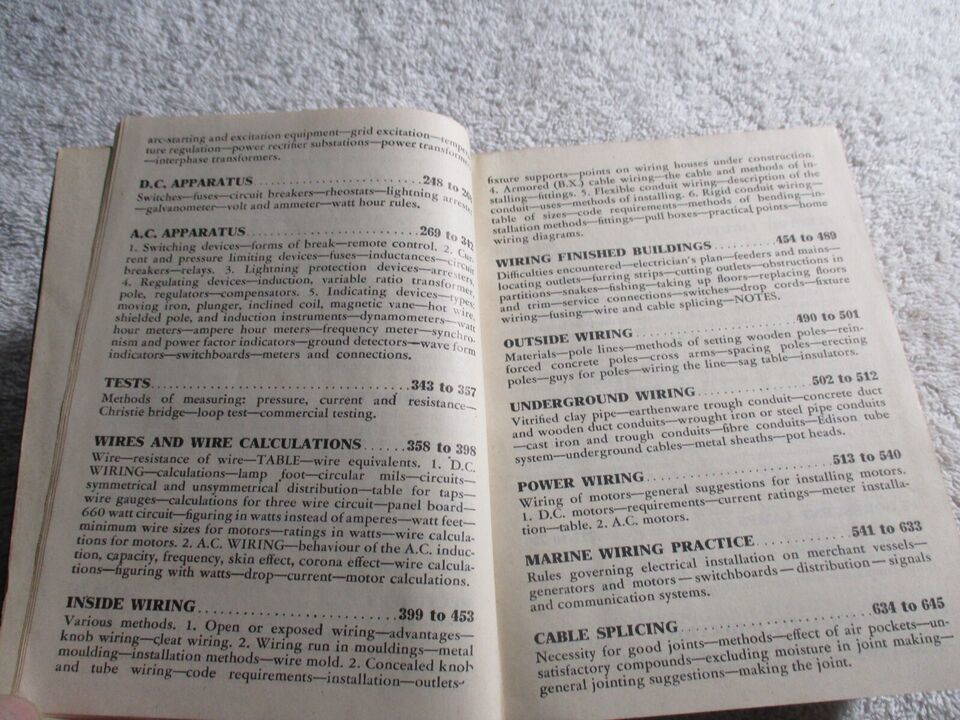 arc-starting and excitation equipment—grid excitation—tempera-
ture regulation—power rectifier substations—power transformers
—interphase transformers.
D.C. APPARATUS..............................248 to
Switches—fuses—circuit breakers—rheostats—lightning arresters
—galvanometer—volt and ammeter—watt hour rules.
A.C. APPARATUS..............................269 to 342
1. Switching devices—forms of break—remote control. 2. Cur-
rent and pressure limiting devices—fuses—inductances—circuit
breakers—relays. 3. Lightning protection devices—arresters.
4. Regulating devices—induction, variable ratio transformer,
pole, regulators—compensators. 5. Indicating devices—types,
moving iron, plunger, inclined coil, magnetic vane—hot wire,
shielded pole, and induction instruments—dynamometers—watt
hour meters—ampere hour meters—frequency meter—synchro-
nism and power factor indicators—ground detectors—wave form
indicators—switchboards—meters and connections.
TESTS..............................343 to 357
Methods of measuring: pressure, current and resistance—
Christie bridge—loop test—commercial testing.
WIRES AND WIRE CALCULATIONS......358 to 398
Wire—resistance of wire—TABLE—wire equivalents. 1. D.C.
WIRING—calculations—lamp foot—circular mils—circuits—
symmetrical and unsymmetrical distribution—table for taps—
wire gauges—calculations for three wire circuit—panel board—
660 watt circuit—figuring in watts instead of amperes—watt feet—
minimum wire sizes for motors—ratings in watts—wire calcula-
tions for motors. 2. A.C. WIRING—behaviour of the A.C. induc-
tion, capacity, frequency, skin effect, corona effect—wire calcula-
tions—figuring with watts—drop—current—motor calculations.
INSIDE WIRING..............................399 to 453
Various methods. 1. Open or exposed wiring—advantages—
knob wiring—cleat wiring. 2. Wiring run in mouldings—metal
moulding—installation methods—wire mold. 2. Concealed knob
and tube wiring—code requirements—installation—outlets—
fixture supports—points on wiring houses under construction.
4. Armored (B.X.) cable wiring—the cable and methods of in-
stalling—fittings. 5. Flexible conduit wiring—description of the
conduit—uses—methods of installing. 6. Rigid conduit wiring—
table of sizes—code requirements—methods of bending—in-
stallation methods—fittings—pull boxes—practical points—home
wiring diagrams.
WIRING FINISHED BUILDINGS..........454 to 489
Difficulties encountered—electrician's plan—feeders and mains—
locating outlets—furring strips—cutting outlets—obstructions in
partitions—snakes—fishing—taking up floors—replacing floors
and trim—service connections—switches—drop cords—fixture
wiring—fusing—wire and cable splicing—NOTES.
OUTSIDE WIRING..............................490 to 501
Materials—pole lines—methods of setting wooden poles—rein-
forced concrete poles—cross arms—spacing poles—erecting
poles—guys for poles—wiring the line—sag table—insulators.
UNDERGROUND WIRING....................502 to 512
Vitrified clay pipe—earthenware trough conduit—concrete duct
and wooden duct conduits—wrought iron or steel pipe conduits
—cast iron and trough conduits—fibre conduits—Edison tube
system—underground cables—metal sheaths—pot heads.
POWER WIRING..............................513 to 540
Wiring of motors—general suggestions for installing motors.
1. D.C. motors—requirements—current ratings—meter installa-
tion—table. 2. A.C. motors.
MARINE WIRING PRACTICE...............541 to 633
Rules governing electrical installation on merchant vessels—
generators and motors—switchboards—distribution—signals
and communication systems.
CABLE SPLICING..............................634 to 645
Necessity for good joints—methods—effect of air pockets—un-
satisfactory compounds—excluding moisture in joint making—
general jointing suggestions—making the joint.